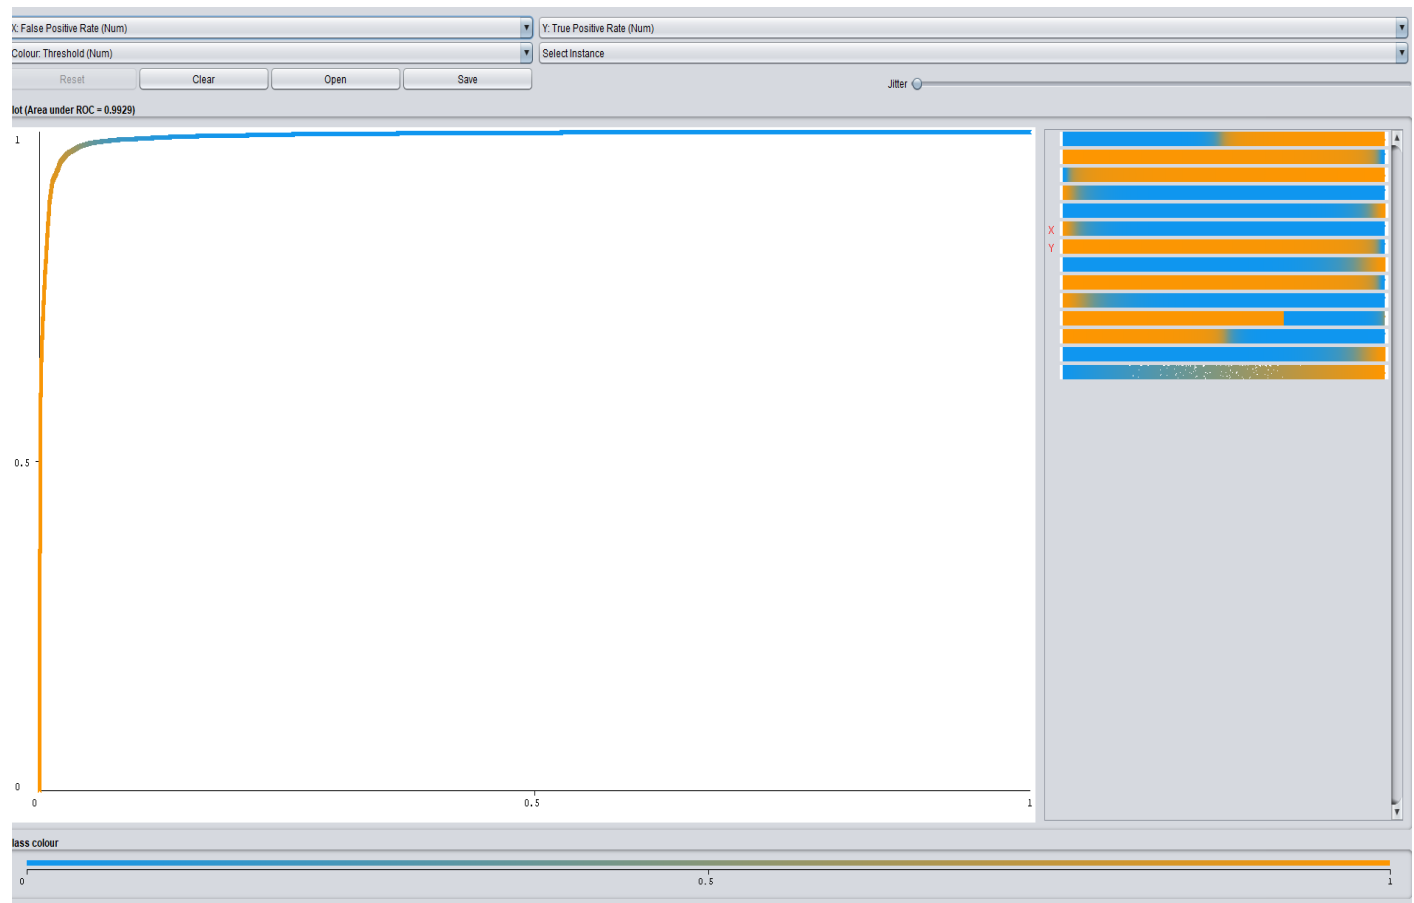 X: False Positive Rate (Num)
Y: True Positive Rate (Num)
Colour: Threshold (Num)
Select Instance
Reset
Clear
Open
Save
Jitter
lot (Area under ROC = 0.9929)
1
0.5
0
0
0.5
1
X
Y
lass colour
0
0.5
1